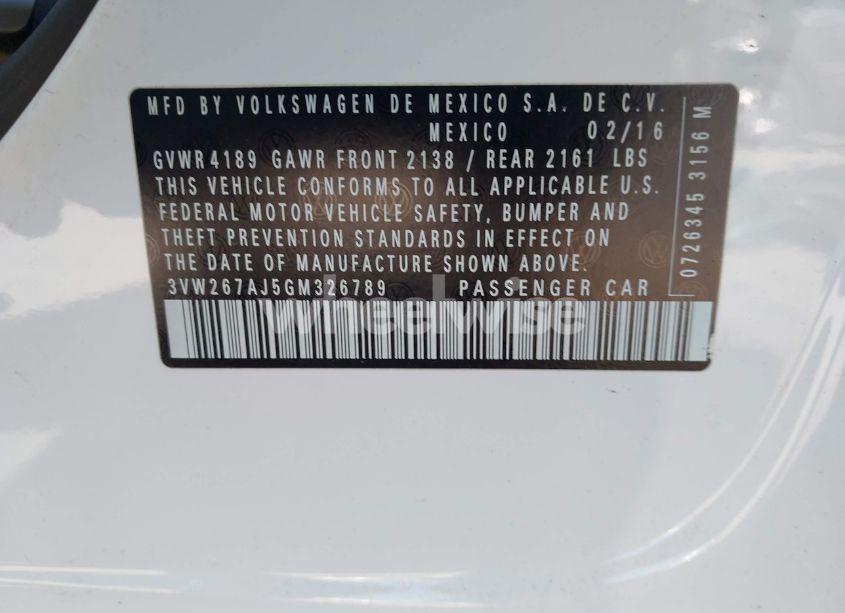 MFD BY VOLKSWAGEN DE MEXICO S.A. DE C.V.
MEXICO 02/16
GVWR 4189 GAWR FRONT 2138 / REAR 2161 LBS
THIS VEHICLE CONFORMS TO ALL APPLICABLE U.S.
FEDERAL MOTOR VEHICLE SAFETY, BUMPER AND
THEFT PREVENTION STANDARDS IN EFFECT ON
THE DATE OF MANUFACTURE SHOWN ABOVE.
3VW267AJ5GM326789 PASSENGER CAR
0726345 3156 M
wheelwise